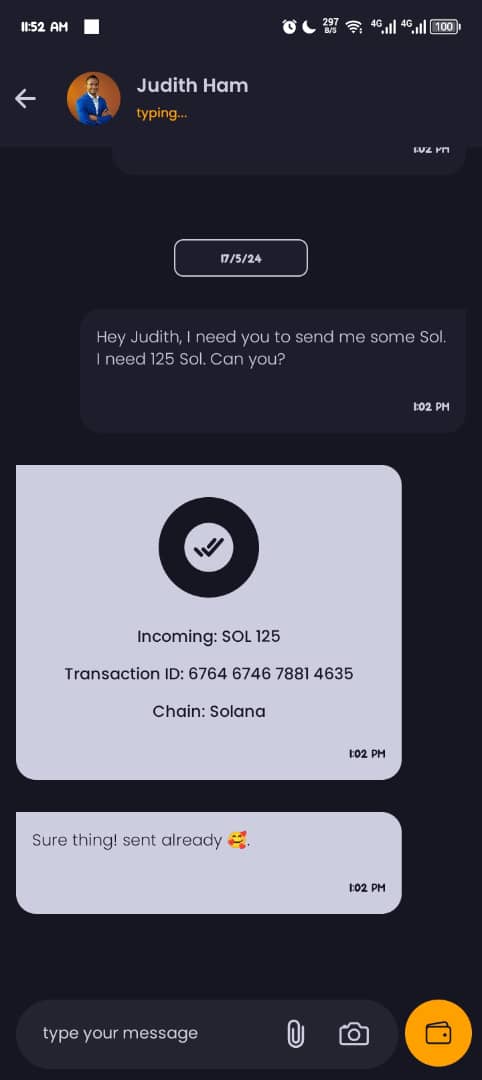 11:52 AM
297 B/S 4G 4G 100
Judith Ham
typing...
1:02 PM
17/5/24
Hey Judith, I need you to send me some Sol.
I need 125 Sol. Can you?
1:02 PM
Incoming: SOL 125
Transaction ID: 6764 6746 7881 4635
Chain: Solana
1:02 PM
Sure thing! sent already 🥰.
1:02 PM
type your message